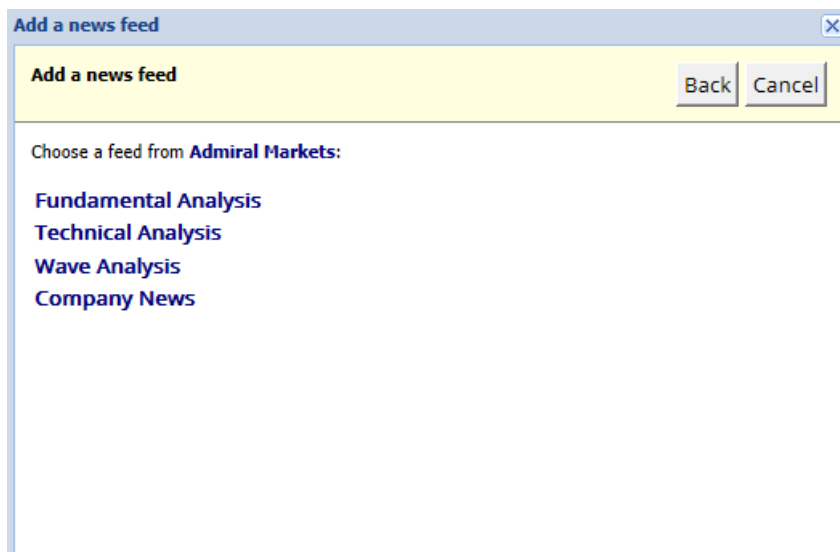 Add a news feed
Add a news feed
Back Cancel
Choose a feed from Admiral Markets:
Fundamental Analysis
Technical Analysis
Wave Analysis
Company News